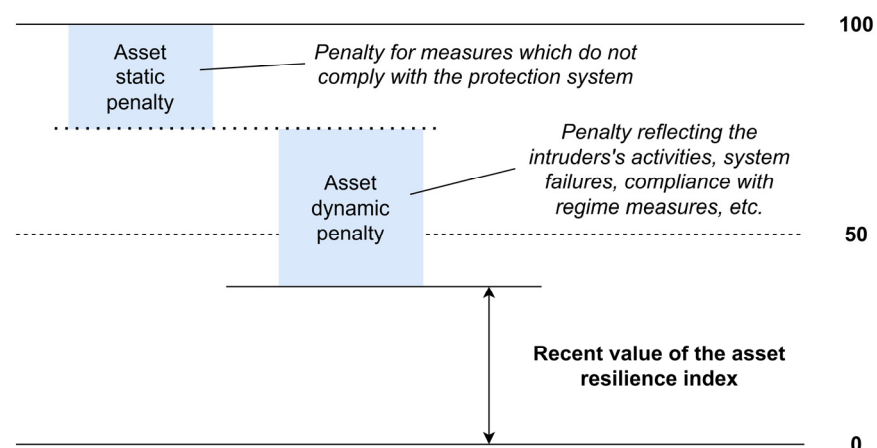 100
Asset
static
penalty
Penalty for measures which do not
comply with the protection system
Penalty reflecting the
intruders's activities, system
failures, compliance with
regime measures, etc.
Asset
dynamic
penalty
50
Recent value of the asset
resilience index
0